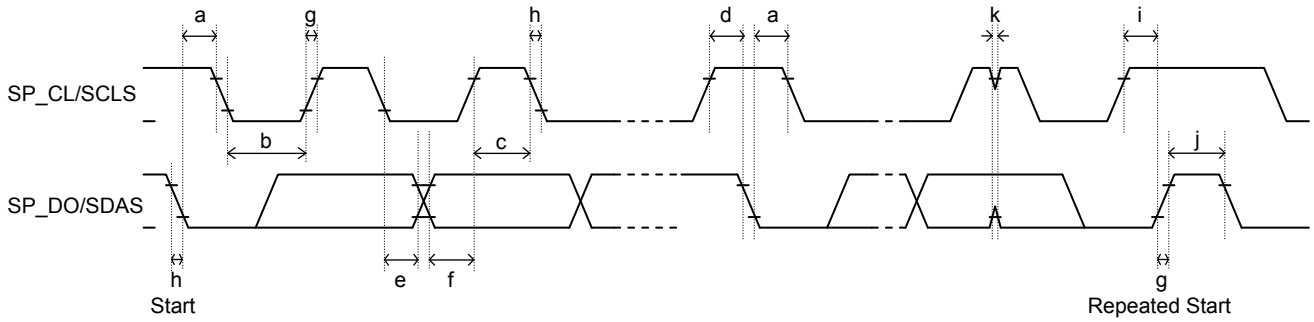 a g h d a k i
SP_CL/SCLS
b c j
SP_DO/SDAS
h e f g
Start Repeated Start